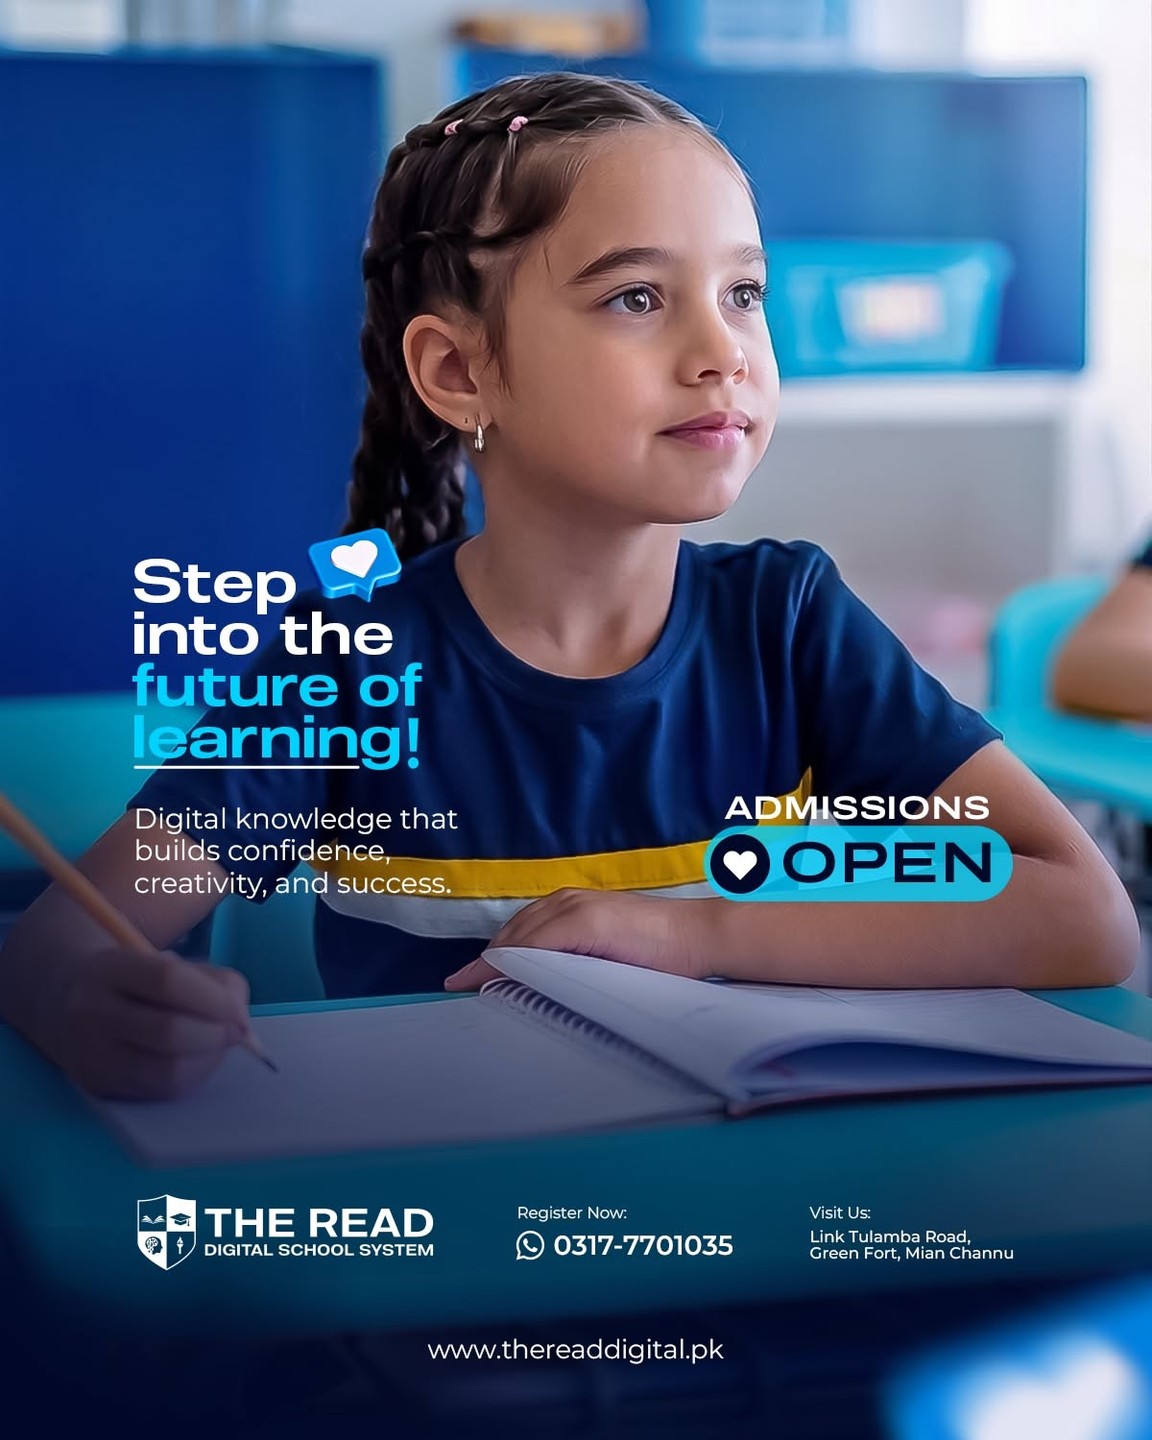 Step
into the
future of
learning!
Digital knowledge that
builds confidence,
creativity, and success.
ADMISSIONS
OPEN
THE READ
DIGITAL SCHOOL SYSTEM
Register Now:
0317-7701035
Visit Us:
Link Tulamba Road,
Green Fort, Mian Channu
www.thereaddigital.pk